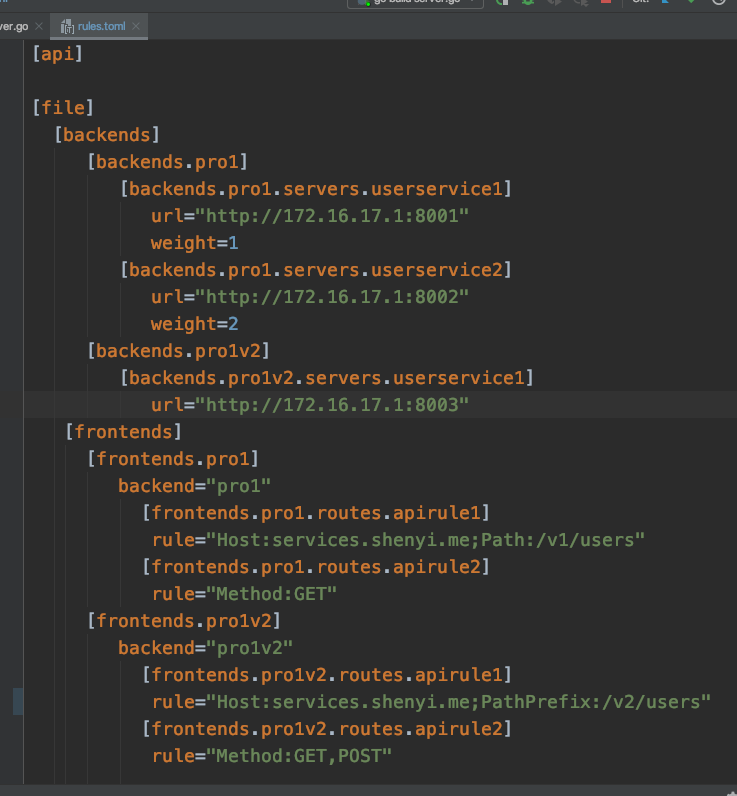 go build server.go
ver.go
rules.toml
[api]
[file]
[backends]
[backends.pro1]
[backends.pro1.servers.userservice1]
url="http://172.16.17.1:8001"
weight=1
[backends.pro1.servers.userservice2]
url="http://172.16.17.1:8002"
weight=2
[backends.pro1v2]
[backends.pro1v2.servers.userservice1]
url="http://172.16.17.1:8003"
[frontends]
[frontends.pro1]
backend="pro1"
[frontends.pro1.routes.apirule1]
rule="Host:services.shenyi.me;Path:/v1/users"
[frontends.pro1.routes.apirule2]
rule="Method:GET"
[frontends.pro1v2]
backend="pro1v2"
[frontends.pro1v2.routes.apirule1]
rule="Host:services.shenyi.me;PathPrefix:/v2/users"
[frontends.pro1v2.routes.apirule2]
rule="Method:GET,POST"